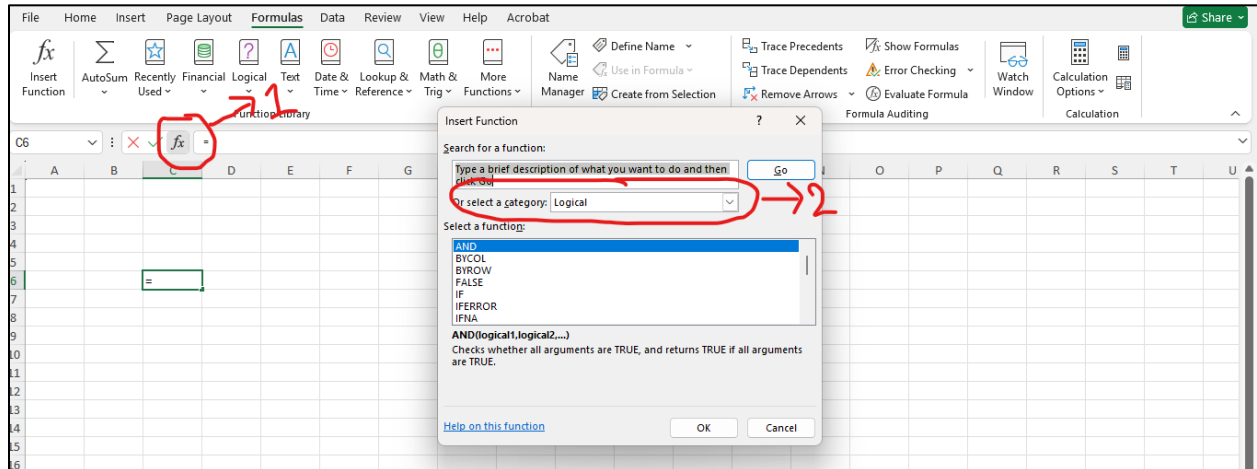 File Home Insert Page Layout Formulas Data Review View Help Acrobat Share
fx
Insert Function
AutoSum
Recently Used
Financial
Logical
A
Text
Date & Time
Lookup & Reference
θ
Math & Trig
More Functions
Function Library
Name Manager
Define Name
Use in Formula
Create from Selection
Trace Precedents
Trace Dependents
Remove Arrows
Show Formulas
Error Checking
Evaluate Formula
Formula Auditing
Watch Window
Calculation Options
Calculation
1
C6 fx =
A B C D E F G N O P Q R S T U
1
2
3
4
5
6 =
7
8
9
10
11
12
13
14
15
16
Insert Function ? ×
Search for a function:
Type a brief description of what you want to do and then
click Go
Go
Or select a category: Logical
2
Select a function:
AND
BYCOL
BYROW
FALSE
IF
IFERROR
IFNA
AND(logical1,logical2,...)
Checks whether all arguments are TRUE, and returns TRUE if all arguments
are TRUE.
Help on this function
OK Cancel